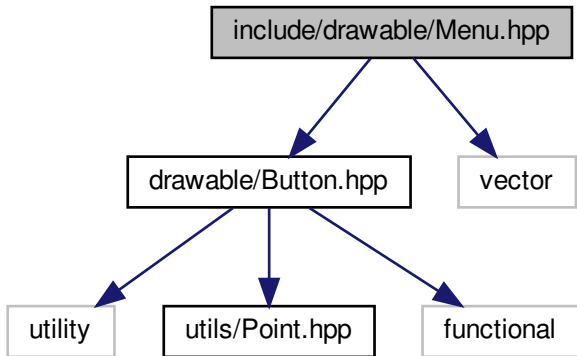 include/drawable/Menu.hpp
drawable/Button.hpp
vector
utility
utils/Point.hpp
functional